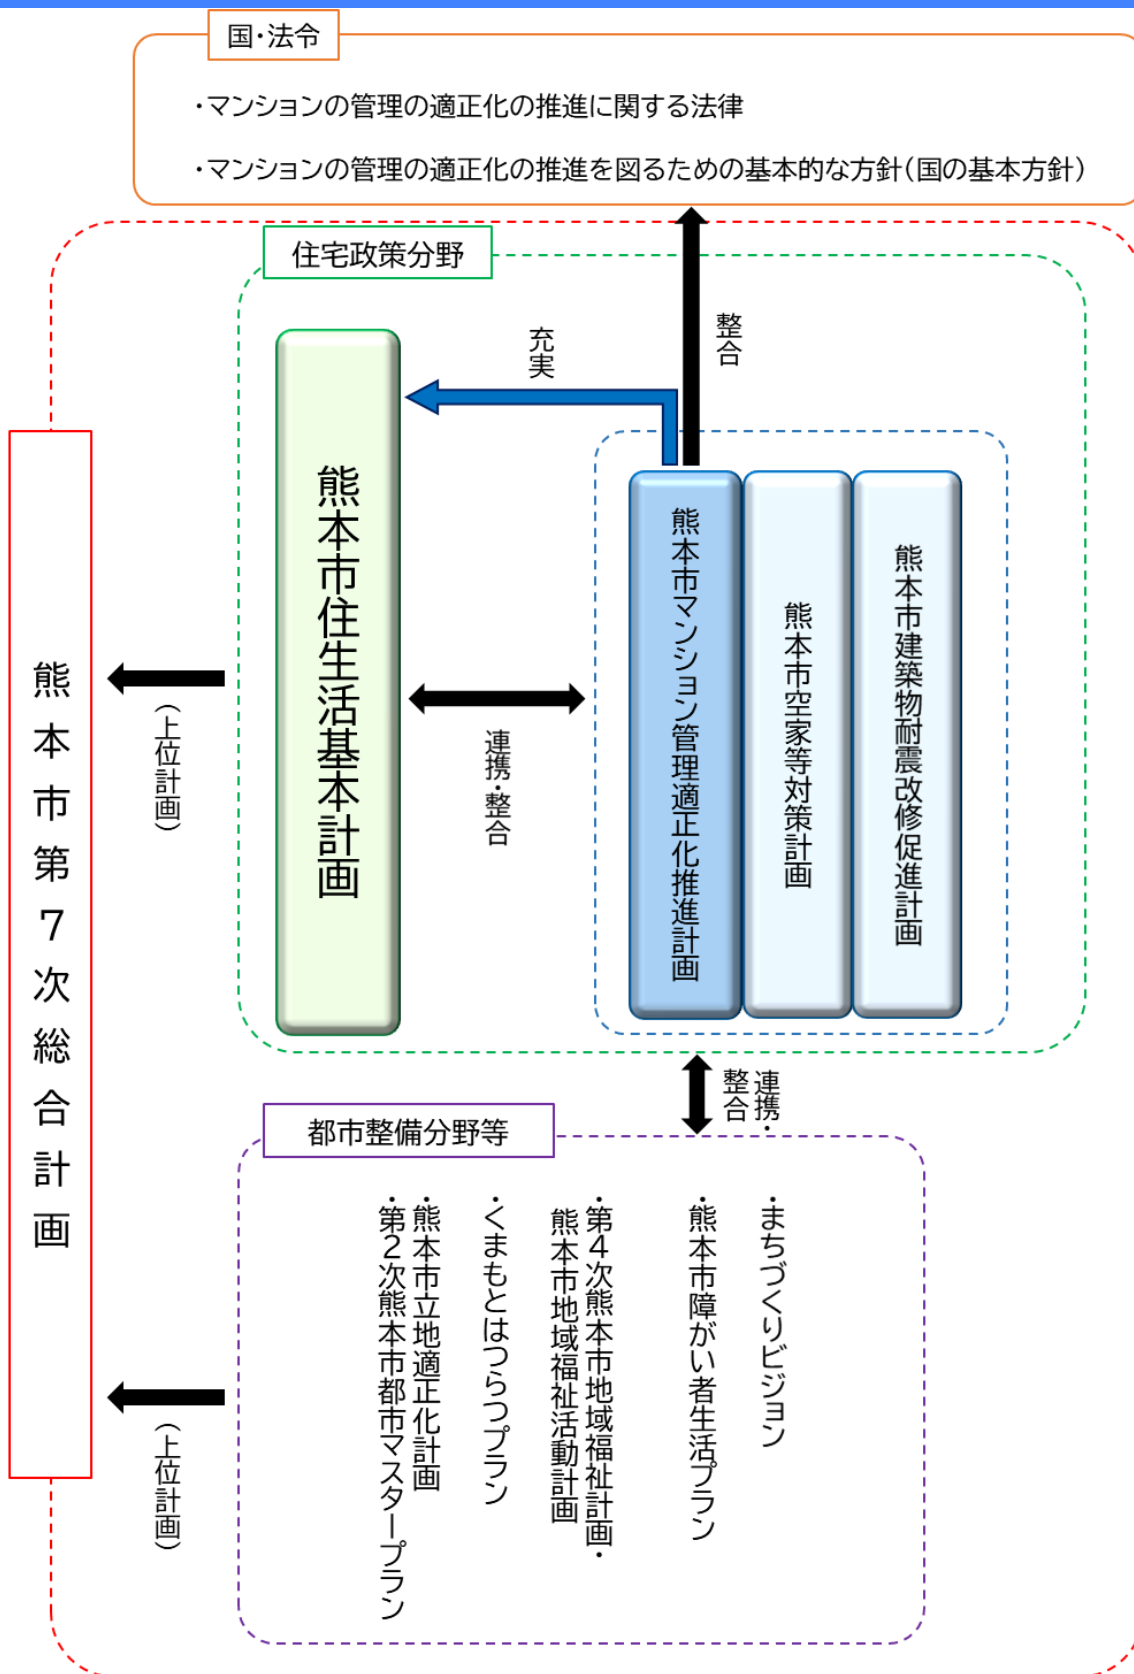 国・法令
・マンションの管理の適正化の推進に関する法律
・マンションの管理の適正化の推進を図るための基本的な方針(国の基本方針)
住宅政策分野
整合
充実
熊本市住生活基本計画
連携・整合
熊本市マンション管理適正化推進計画
熊本市空家等対策計画
熊本市建築物耐震改修促進計画
熊本市第7次総合計画
(上位計画)
連携・
整合
都市整備分野等
・まちづくりビジョン
・熊本市障がい者生活プラン
・第4次熊本市地域福祉計画・
熊本市地域福祉活動計画
・くまもとはつらつプラン
・熊本市立地適正化計画
・第2次熊本市都市マスタープラン
(上位計画)